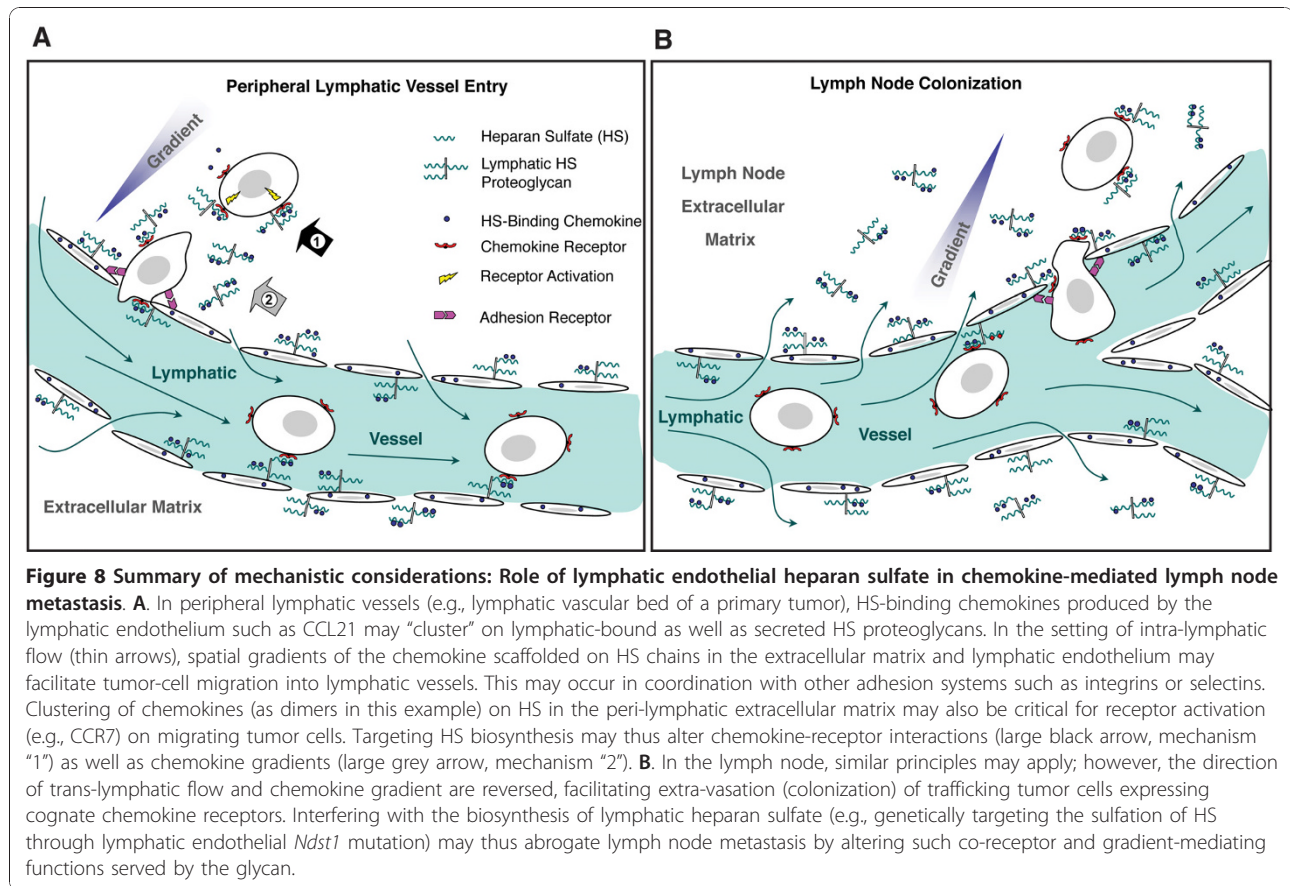 A
Peripheral Lymphatic Vessel Entry
Gradient
Heparan Sulfate (HS)
Lymphatic HS
Proteoglycan
HS-Binding Chemokine
Chemokine Receptor
Receptor Activation
Adhesion Receptor
1
2
Lymphatic
Vessel
Extracellular Matrix
B
Lymph Node Colonization
Lymph Node
Extracellular
Matrix
Gradient
Lymphatic
Vessel
Figure 8 Summary of mechanistic considerations: Role of lymphatic endothelial heparan sulfate in chemokine-mediated lymph node
metastasis. A. In peripheral lymphatic vessels (e.g., lymphatic vascular bed of a primary tumor), HS-binding chemokines produced by the
lymphatic endothelium such as CCL21 may “cluster” on lymphatic-bound as well as secreted HS proteoglycans. In the setting of intra-lymphatic
flow (thin arrows), spatial gradients of the chemokine scaffolded on HS chains in the extracellular matrix and lymphatic endothelium may
facilitate tumor-cell migration into lymphatic vessels. This may occur in coordination with other adhesion systems such as integrins or selectins.
Clustering of chemokines (as dimers in this example) on HS in the peri-lymphatic extracellular matrix may also be critical for receptor activation
(e.g., CCR7) on migrating tumor cells. Targeting HS biosynthesis may thus alter chemokine-receptor interactions (large black arrow, mechanism
“1”) as well as chemokine gradients (large grey arrow, mechanism “2”). B. In the lymph node, similar principles may apply; however, the direction
of trans-lymphatic flow and chemokine gradient are reversed, facilitating extra-vasation (colonization) of trafficking tumor cells expressing
cognate chemokine receptors. Interfering with the biosynthesis of lymphatic heparan sulfate (e.g., genetically targeting the sulfation of HS
through lymphatic endothelial Ndst1 mutation) may thus abrogate lymph node metastasis by altering such co-receptor and gradient-mediating
functions served by the glycan.